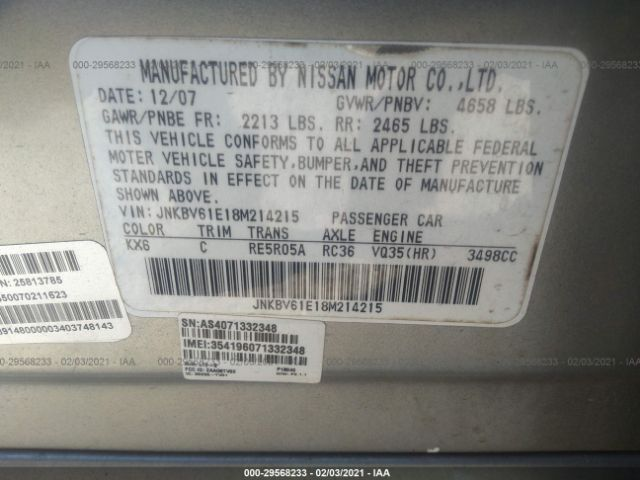 000-29568233 - 02/03/2021 - IAA
MANUFACTURED BY NISSAN MOTOR CO.,LTD.
DATE: 12/07 GVWR/PNBV: 4658 LBS.
GAWR/PNBE FR: 2213 LBS. RR: 2465 LBS.
THIS VEHICLE CONFORMS TO ALL APPLICABLE FEDERAL
MOTER VEHICLE SAFETY,BUMPER,AND THEFT PREVENTION
STANDARDS IN EFFECT ON THE DATE OF MANUFACTURE
SHOWN ABOVE.
VIN: JNKBV61E18M214215 PASSENGER CAR
COLOR TRIM TRANS AXLE ENGINE
KX6 C RE5R05A RC36 VQ35(HR) 3498CC
JNKBV61E18M214215
N: 25813785
50070211623
9148000003403748143
SN:AS4071332348
IMEI:354196071332348
000-29568233 - 02/03/2021 - IAA